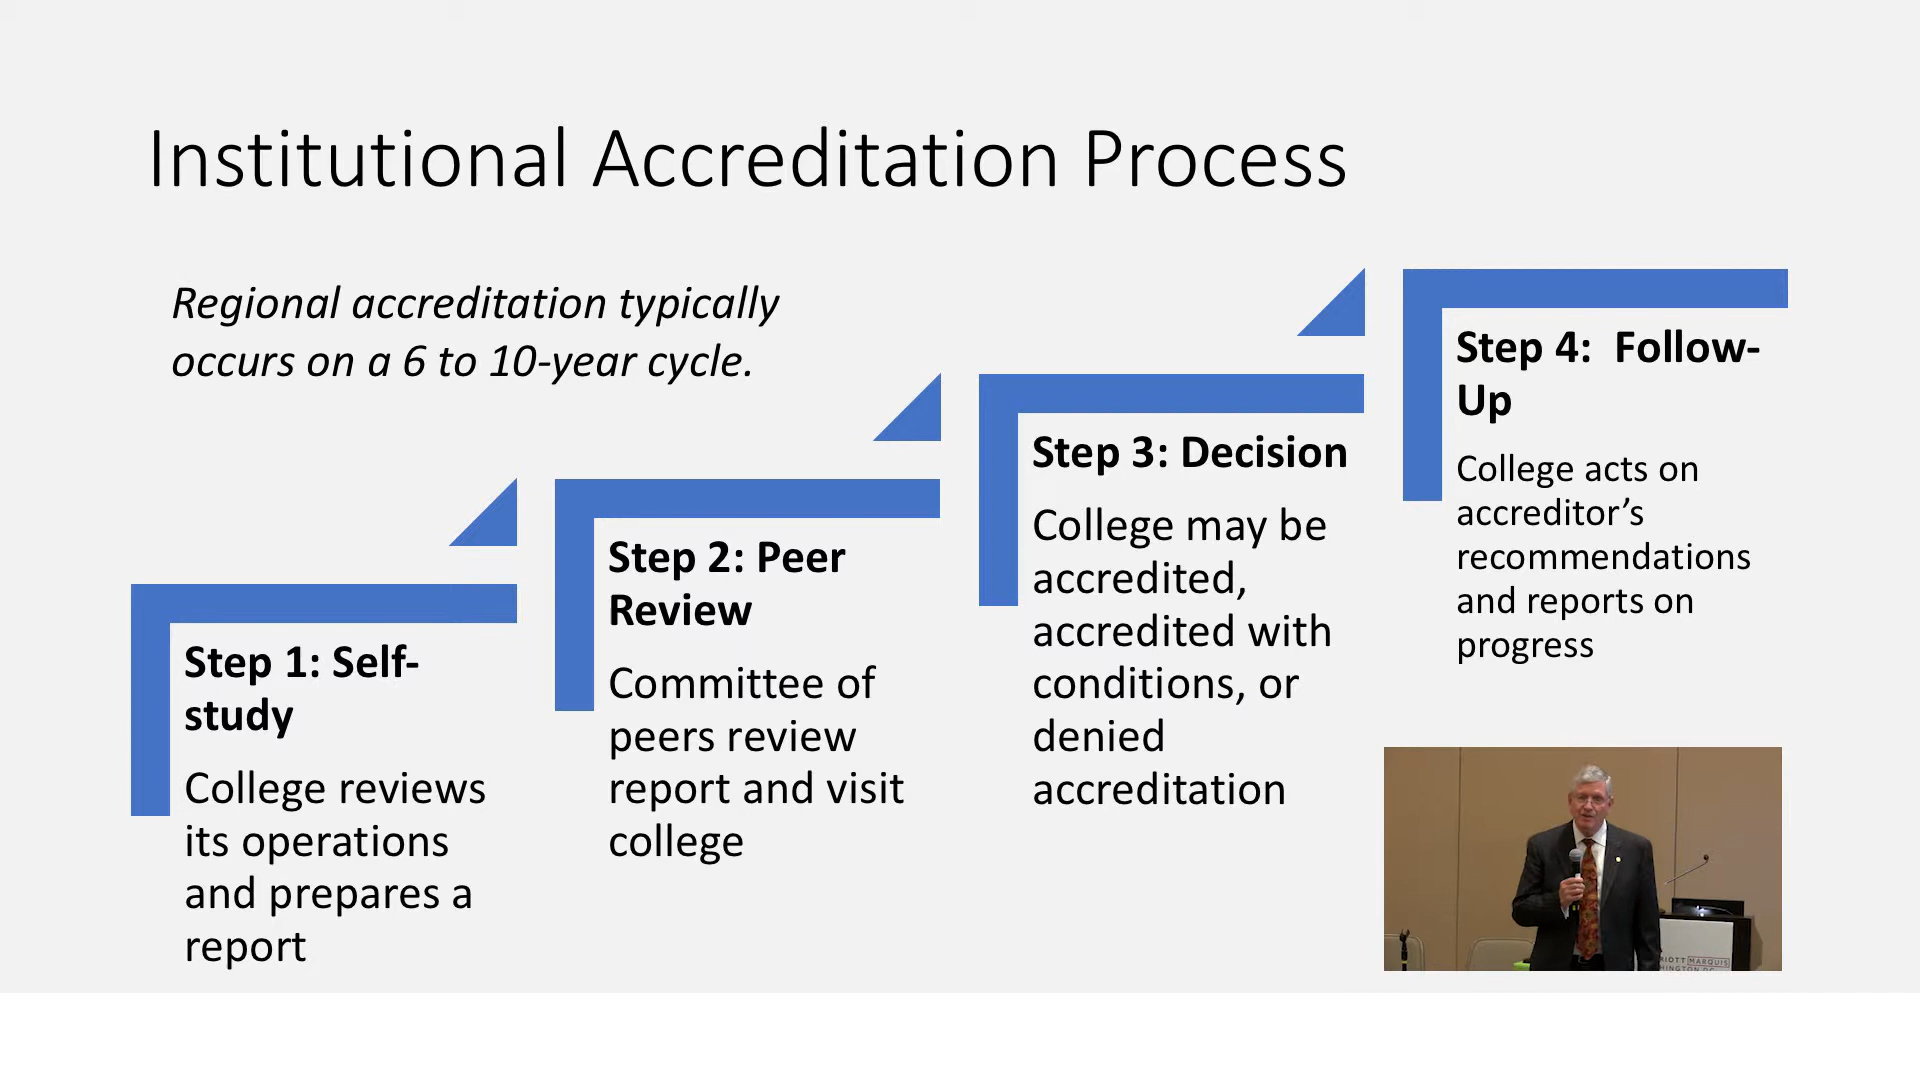 Institutional Accreditation Process
Regional accreditation typically
occurs on a 6 to 10-year cycle.
Step 1: Self-
study
College reviews
its operations
and prepares a
report
Step 2: Peer
Review
Committee of
peers review
report and visit
college
Step 3: Decision
College may be
accredited,
accredited with
conditions, or
denied
accreditation
Step 4:  Follow-
Up
College acts on
accreditor’s
recommendations
and reports on
progress
MARQUIS